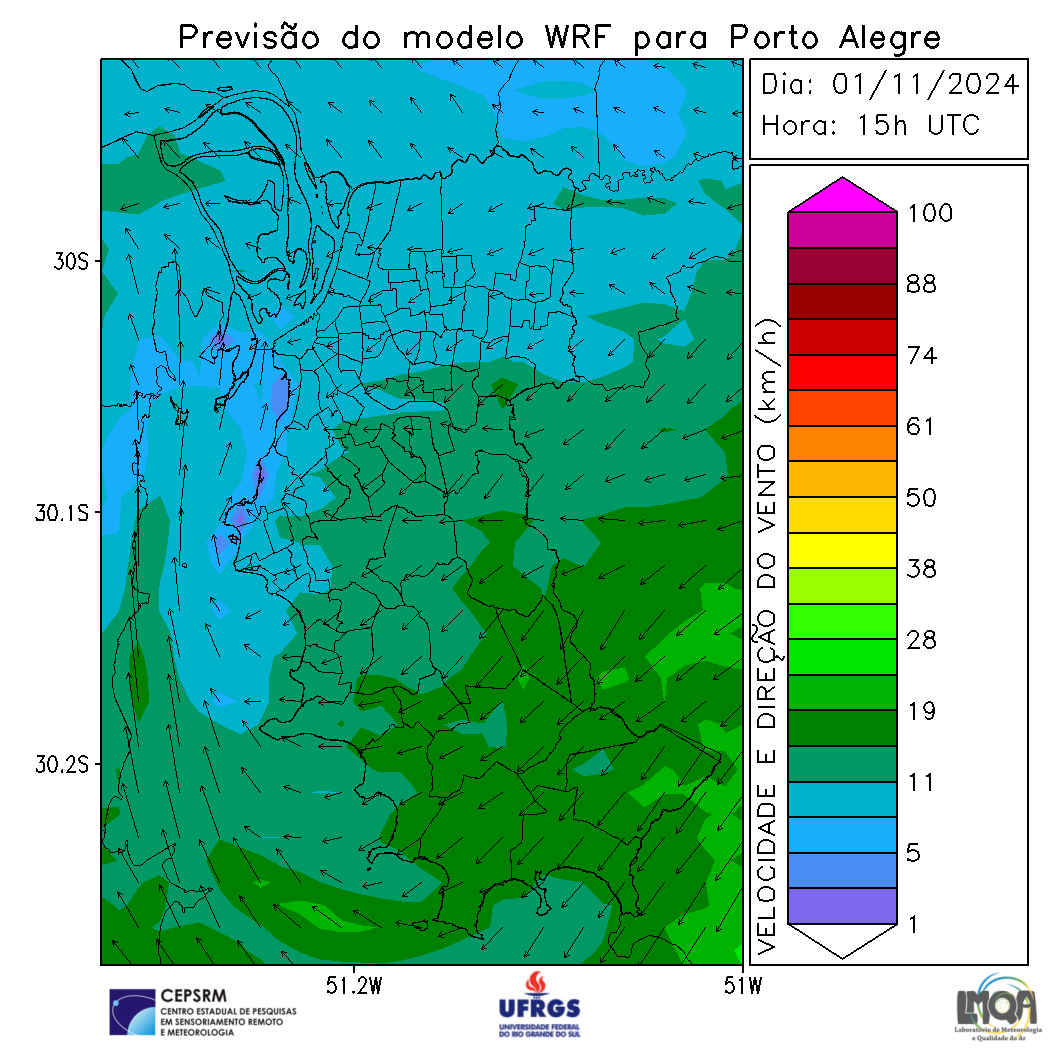 Previsão do modelo WRF para Porto Alegre
Dia: 01/11/2024
Hora: 15h UTC
30S
30.1S
30.2S
51.2W
51W
VELOCIDADE E DIREÇÃO DO VENTO (km/h)
100
88
74
61
50
38
28
19
11
5
1
CEPSRM
CENTRO ESTADUAL DE PESQUISAS
EM SENSORIAMENTO REMOTO
E METEOROLOGIA
UFRGS
UNIVERSIDADE FEDERAL
DO RIO GRANDE DO SUL
LMQA
Laboratório de Meteorologia
e Qualidade do Ar